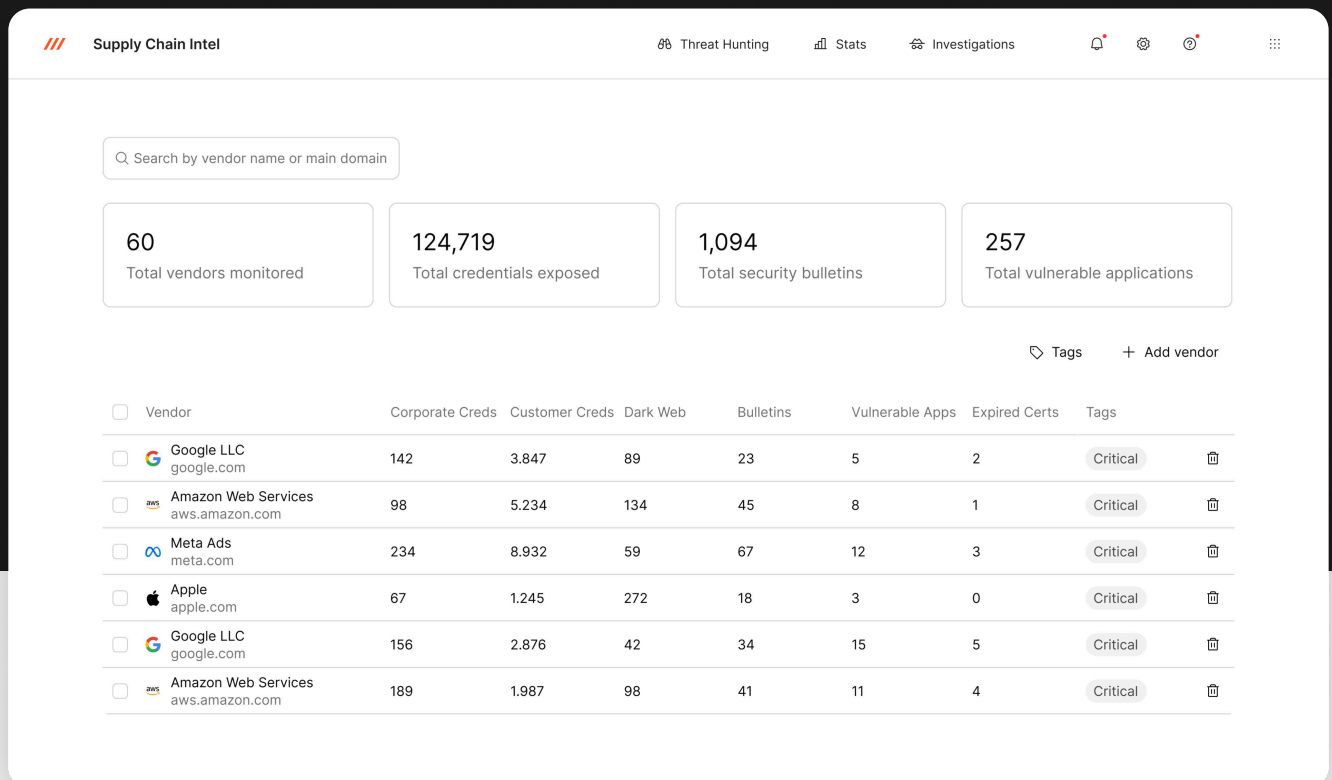 Supply Chain Intel
Threat Hunting
Stats
Investigations
Search by vendor name or main domain
60
Total vendors monitored
124,719
Total credentials exposed
1,094
Total security bulletins
257
Total vulnerable applications
Tags
Add vendor
Vendor Corporate Creds Customer Creds Dark Web Bulletins Vulnerable Apps Expired Certs Tags
Google LLC
google.com
142 3.847 89 23 5 2 Critical
aws
Amazon Web Services
aws.amazon.com
98 5.234 134 45 8 1 Critical
Meta Ads
meta.com
234 8.932 59 67 12 3 Critical
Apple
apple.com
67 1.245 272 18 3 0 Critical
Google LLC
google.com
156 2.876 42 34 15 5 Critical
aws
Amazon Web Services
aws.amazon.com
189 1.987 98 41 11 4 Critical